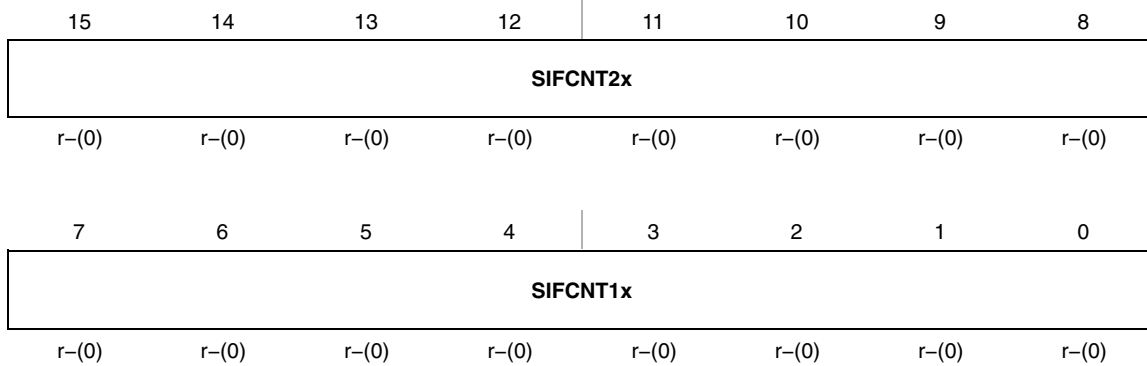 15 14 13 12 11 10 9 8
SIFCNT2x
r−(0) r−(0) r−(0) r−(0) r−(0) r−(0) r−(0) r−(0)
7 6 5 4 3 2 1 0
SIFCNT1x
r−(0) r−(0) r−(0) r−(0) r−(0) r−(0) r−(0) r−(0)